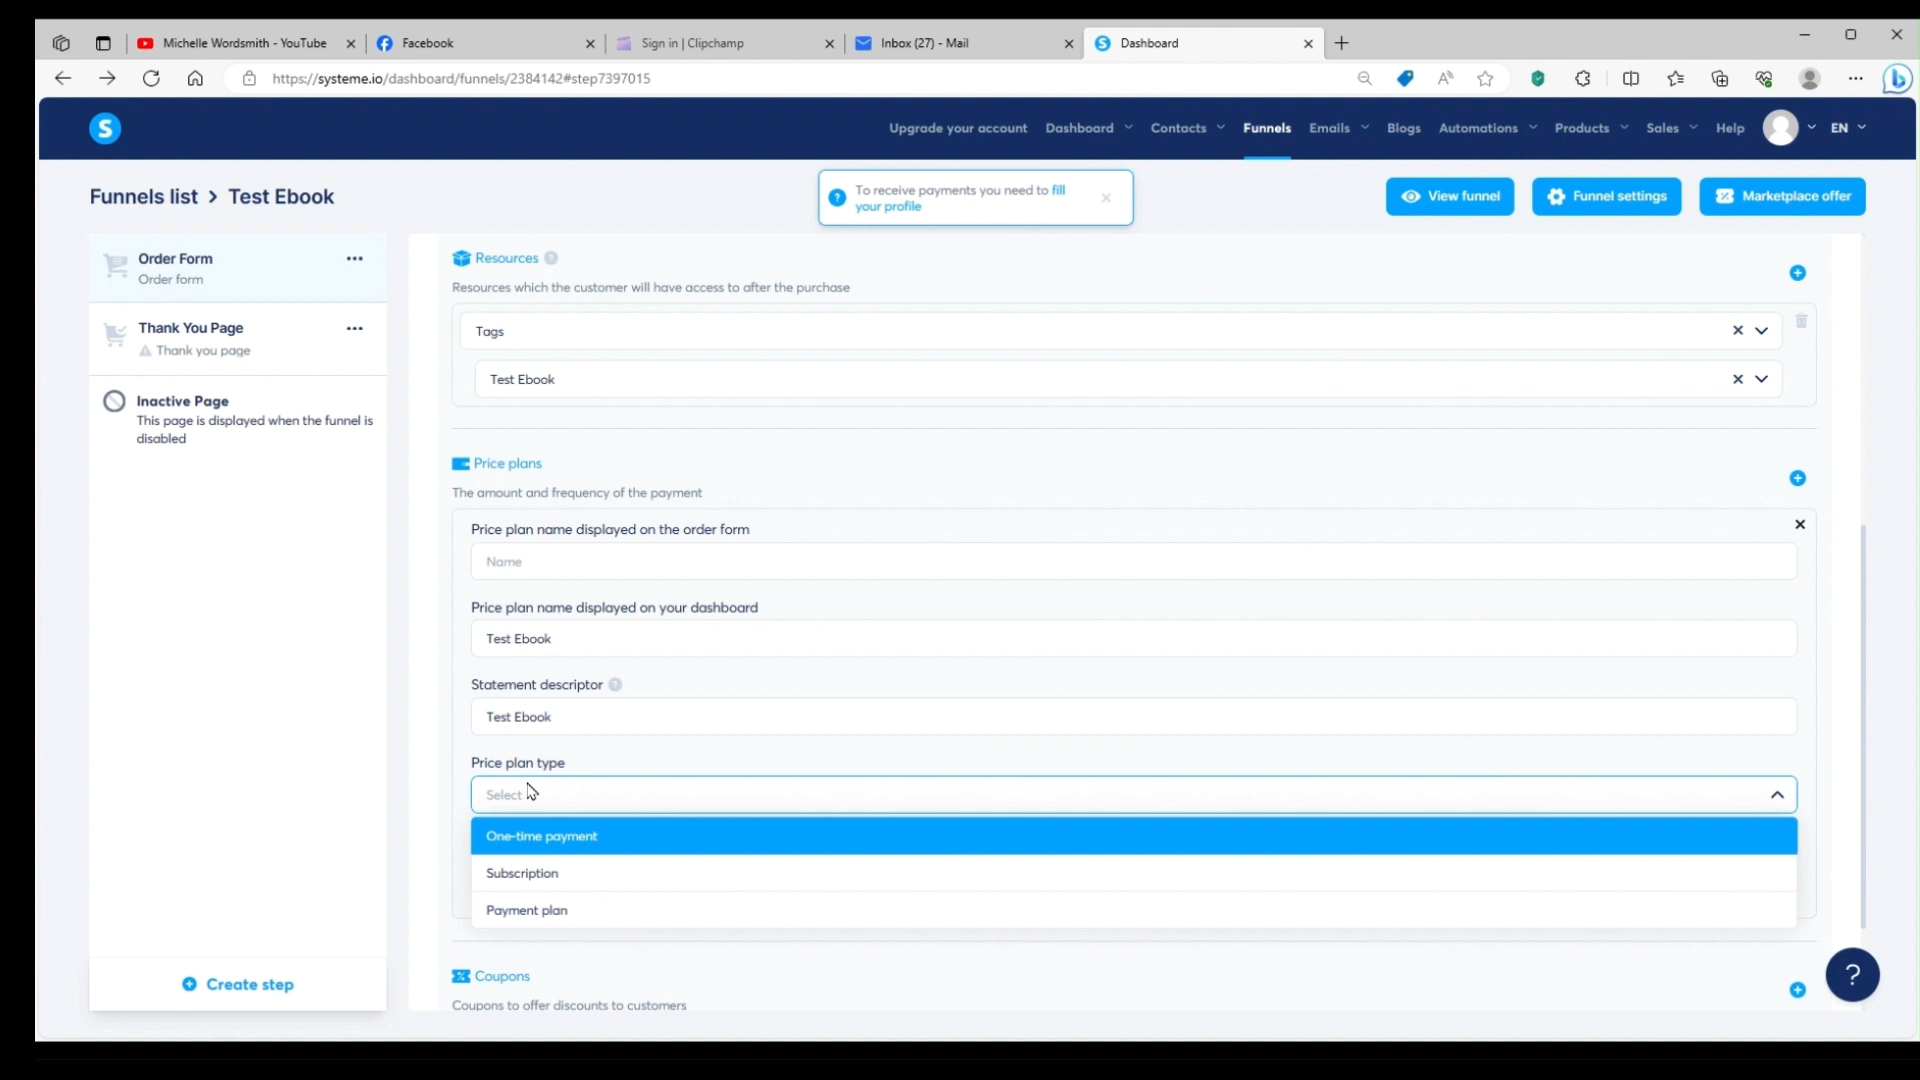 Michelle Wordsmith - YouTube
Facebook
Sign in | Clipchamp
Inbox (27) - Mail
Dashboard
https://systeme.io/dashboard/funnels/2384142#step7397015
S
Upgrade your account
Dashboard
Contacts
Funnels
Emails
Blogs
Automations
Products
Sales
Help
EN
Funnels list > Test Ebook
To receive payments you need to fill
your profile
View funnel
Funnel settings
Marketplace offer
Order Form
Order form
Thank You Page
Thank you page
Inactive Page
This page is displayed when the funnel is
disabled
Create step
Resources
Resources which the customer will have access to after the purchase
Tags
Test Ebook
Price plans
The amount and frequency of the payment
Price plan name displayed on the order form
Name
Price plan name displayed on your dashboard
Test Ebook
Statement descriptor
Test Ebook
Price plan type
Select
One-time payment
Subscription
Payment plan
Coupons
Coupons to offer discounts to customers
?